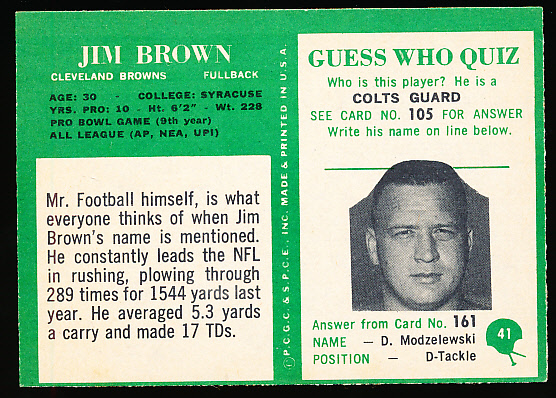 JIM BROWN
CLEVELAND BROWNS FULLBACK
AGE: 30 - COLLEGE: SYRACUSE
YRS. PRO: 10 - Ht. 6'2" - Wt. 228
PRO BOWL GAME (9th year)
ALL LEAGUE (AP, NEA, UPI)
Mr. Football himself, is what
everyone thinks of when Jim
Brown's name is mentioned.
He constantly leads the NFL
in rushing, plowing through
289 times for 1544 yards last
year. He averaged 5.3 yards
a carry and made 17 TDs.
© P.C.G.C. & S.P.C.E., INC. MADE & PRINTED IN U.S.A.
GUESS WHO QUIZ
Who is this player? He is a
COLTS GUARD
SEE CARD NO. 105 FOR ANSWER
Write his name on line below.
Answer from Card No. 161
NAME — D. Modzelewski
POSITION — D-Tackle
41